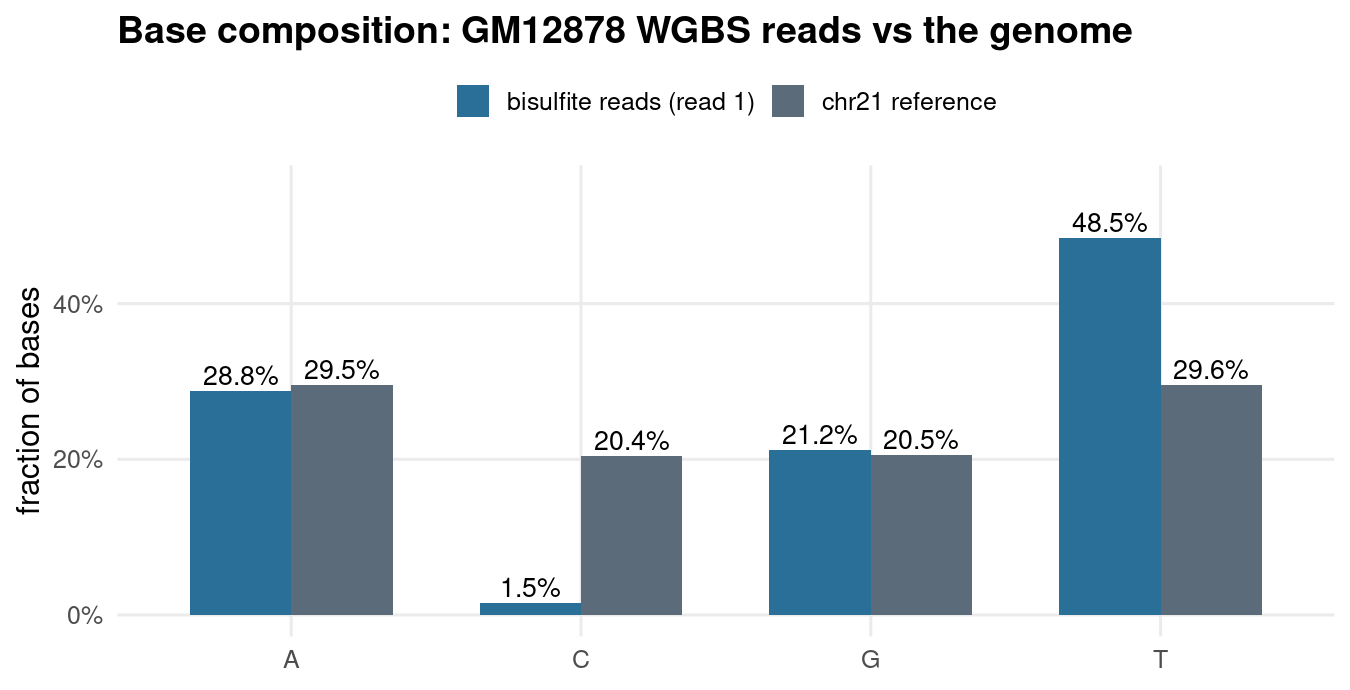 Base composition: GM12878 WGBS reads vs the genome
bisulfite reads (read 1) chr21 reference
fraction of bases
40%
20%
0%
28.8% 29.5%
1.5% 20.4%
21.2% 20.5%
48.5% 29.6%
A C G T